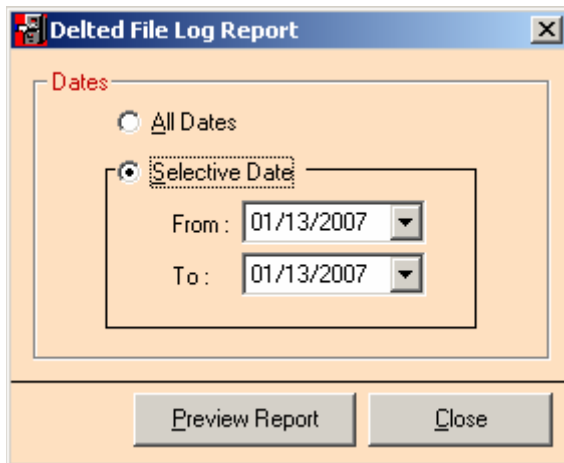 Delted File Log Report
Dates
All Dates
Selective Date
From : 01/13/2007
To : 01/13/2007
Preview Report Close